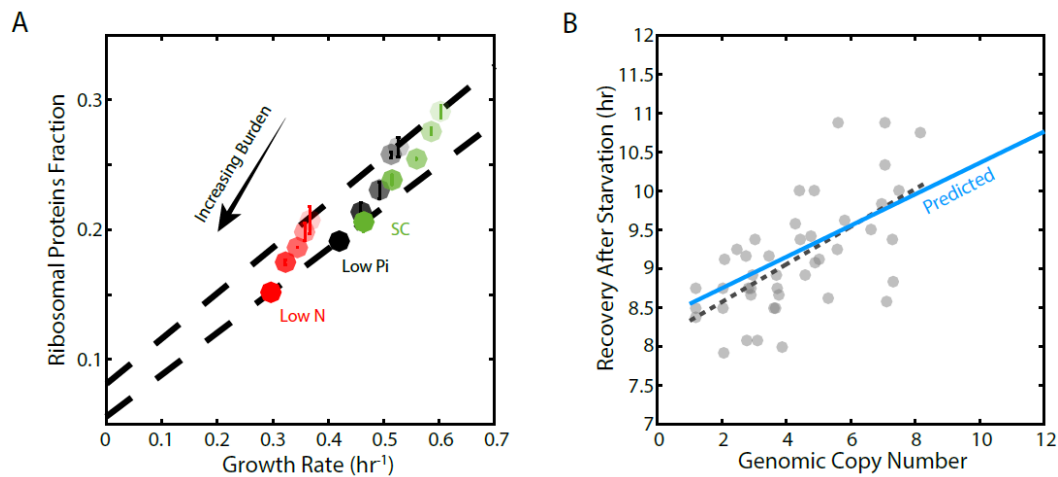 A
Ribosomal Proteins Fraction
0.3
0.2
0.1
0
0.1
0.2
0.3
0.4
0.5
0.6
0.7
Growth Rate (hr⁻¹)
Increasing Burden
SC
Low Pi
Low N
B
Recovery After Starvation (hr)
12
11.5
11
10.5
10
9.5
9
8.5
8
7.5
7
0
2
4
6
8
10
12
Genomic Copy Number
Predicted